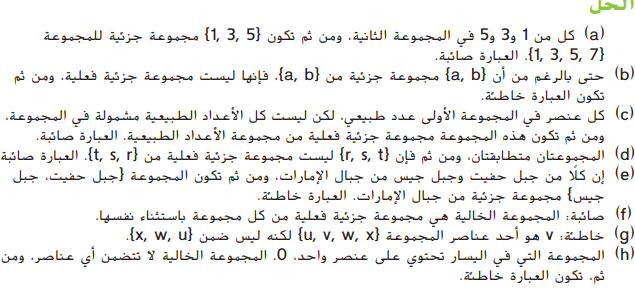 الحل
(a) كل من 1 و3 و5 في المجموعة الثانية، ومن ثم تكون {1, 3, 5} مجموعة جزئية للمجموعة
{1, 3, 5, 7}. العبارة صائبة.
(b) حتى بالرغم من أن {a, b} مجموعة جزئية من {a, b}، فإنها ليست مجموعة جزئية فعلية، ومن ثم
تكون العبارة خاطئة.
(c) كل عنصر في المجموعة الأولى عدد طبيعي، لكن ليست كل الأعداد الطبيعية مشمولة في المجموعة،
ومن ثم تكون هذه المجموعة مجموعة جزئية فعلية من مجموعة الأعداد الطبيعية. العبارة صائبة.
(d) المجموعتان متطابقتان، ومن ثم فإن {r, s, t} ليست مجموعة جزئية فعلية من {t, s, r}. العبارة صائبة
(e) إن كلًا من جبل حفيت وجبل جيس من جبال الإمارات، ومن ثم تكون المجموعة {جبل حفيت، جبل
جيس} مجموعة جزئية من جبال الإمارات. العبارة خاطئة.
(f) صائبة: المجموعة الخالية هي مجموعة جزئية فعلية من كل مجموعة باستثناء نفسها.
(g) خاطئة: v هو أحد عناصر المجموعة {u, v, w, x} لكنه ليس ضمن {x, w, u}.
(h) المجموعة التي في اليسار تحتوي على عنصر واحد، 0. المجموعة الخالية لا تتضمن أي عناصر، ومن
ثم، تكون العبارة خاطئة.